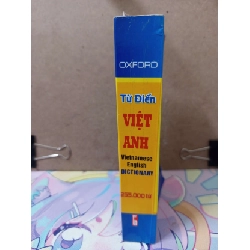 OXFORD
Từ Điển
VIỆT
ANH
Vietnamese
English
DICTIONARY